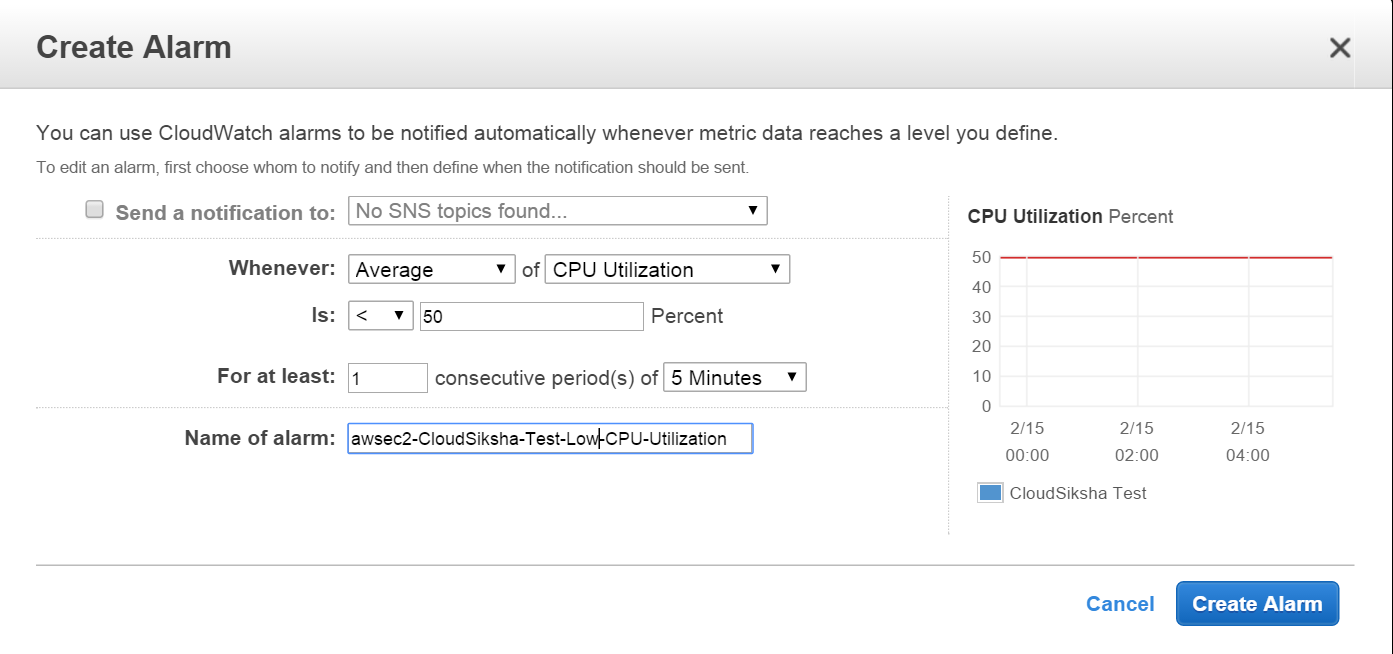 Create Alarm
You can use CloudWatch alarms to be notified automatically whenever metric data reaches a level you define.
To edit an alarm, first choose whom to notify and then define when the notification should be sent.
Send a notification to: No SNS topics found...
Whenever: Average of CPU Utilization
Is: < 50 Percent
For at least: 1 consecutive period(s) of 5 Minutes
Name of alarm: awsec2-CloudSiksha-Test-Low-CPU-Utilization
CPU Utilization Percent
50
40
30
20
10
0
2/15 2/15 2/15
00:00 02:00 04:00
CloudSiksha Test
Cancel Create Alarm